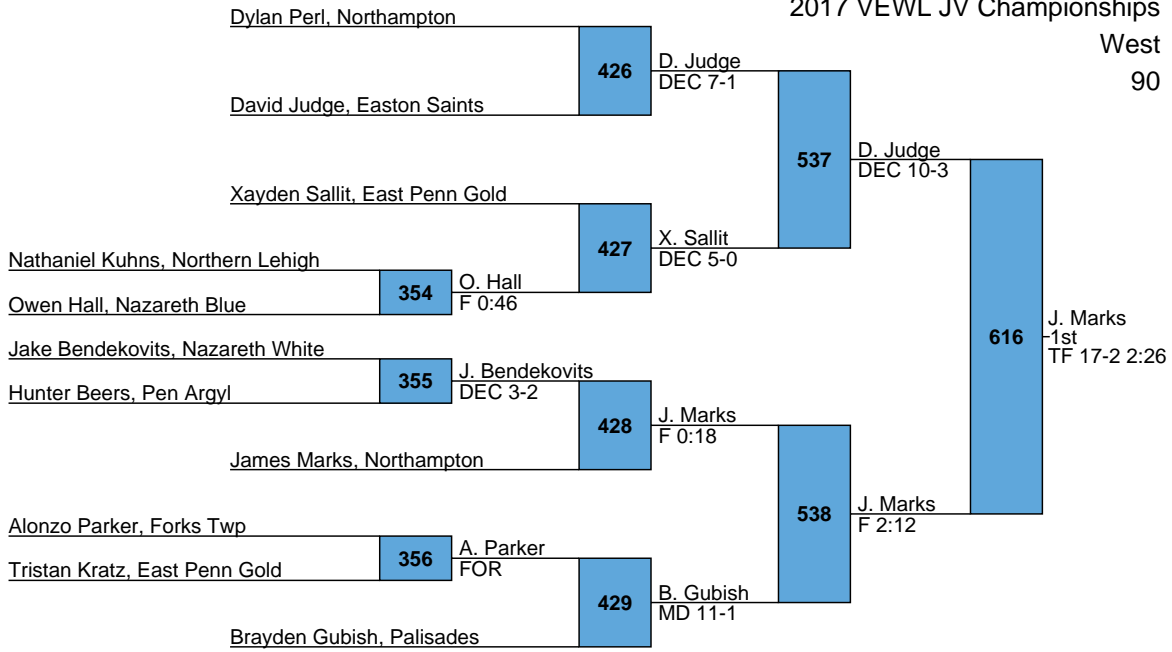 2017 VEWL JV Championships
West
90
Dylan Perl, Northampton
426
D. Judge
DEC 7-1
David Judge, Easton Saints
537
D. Judge
DEC 10-3
Xayden Sallit, East Penn Gold
427
X. Sallit
DEC 5-0
Nathaniel Kuhns, Northern Lehigh
354
O. Hall
F 0:46
Owen Hall, Nazareth Blue
616
J. Marks
1st
TF 17-2 2:26
Jake Bendekovits, Nazareth White
355
J. Bendekovits
DEC 3-2
Hunter Beers, Pen Argyl
428
J. Marks
F 0:18
James Marks, Northampton
538
J. Marks
F 2:12
Alonzo Parker, Forks Twp
356
A. Parker
FOR
Tristan Kratz, East Penn Gold
429
B. Gubish
MD 11-1
Brayden Gubish, Palisades